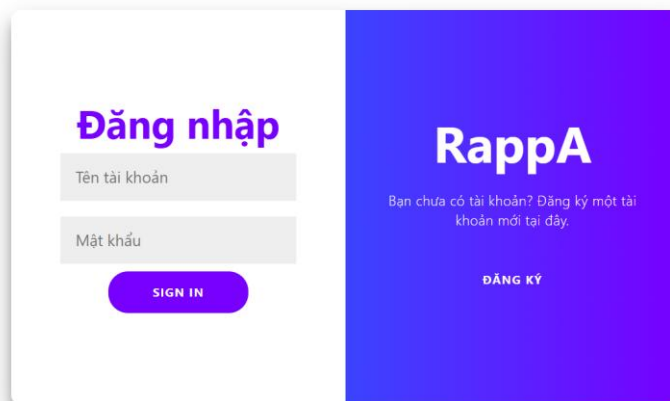 Đăng nhập
Tên tài khoản
Mật khẩu
SIGN IN
RappA
Bạn chưa có tài khoản? Đăng ký một tài
khoản mới tại đây.
ĐĂNG KÝ